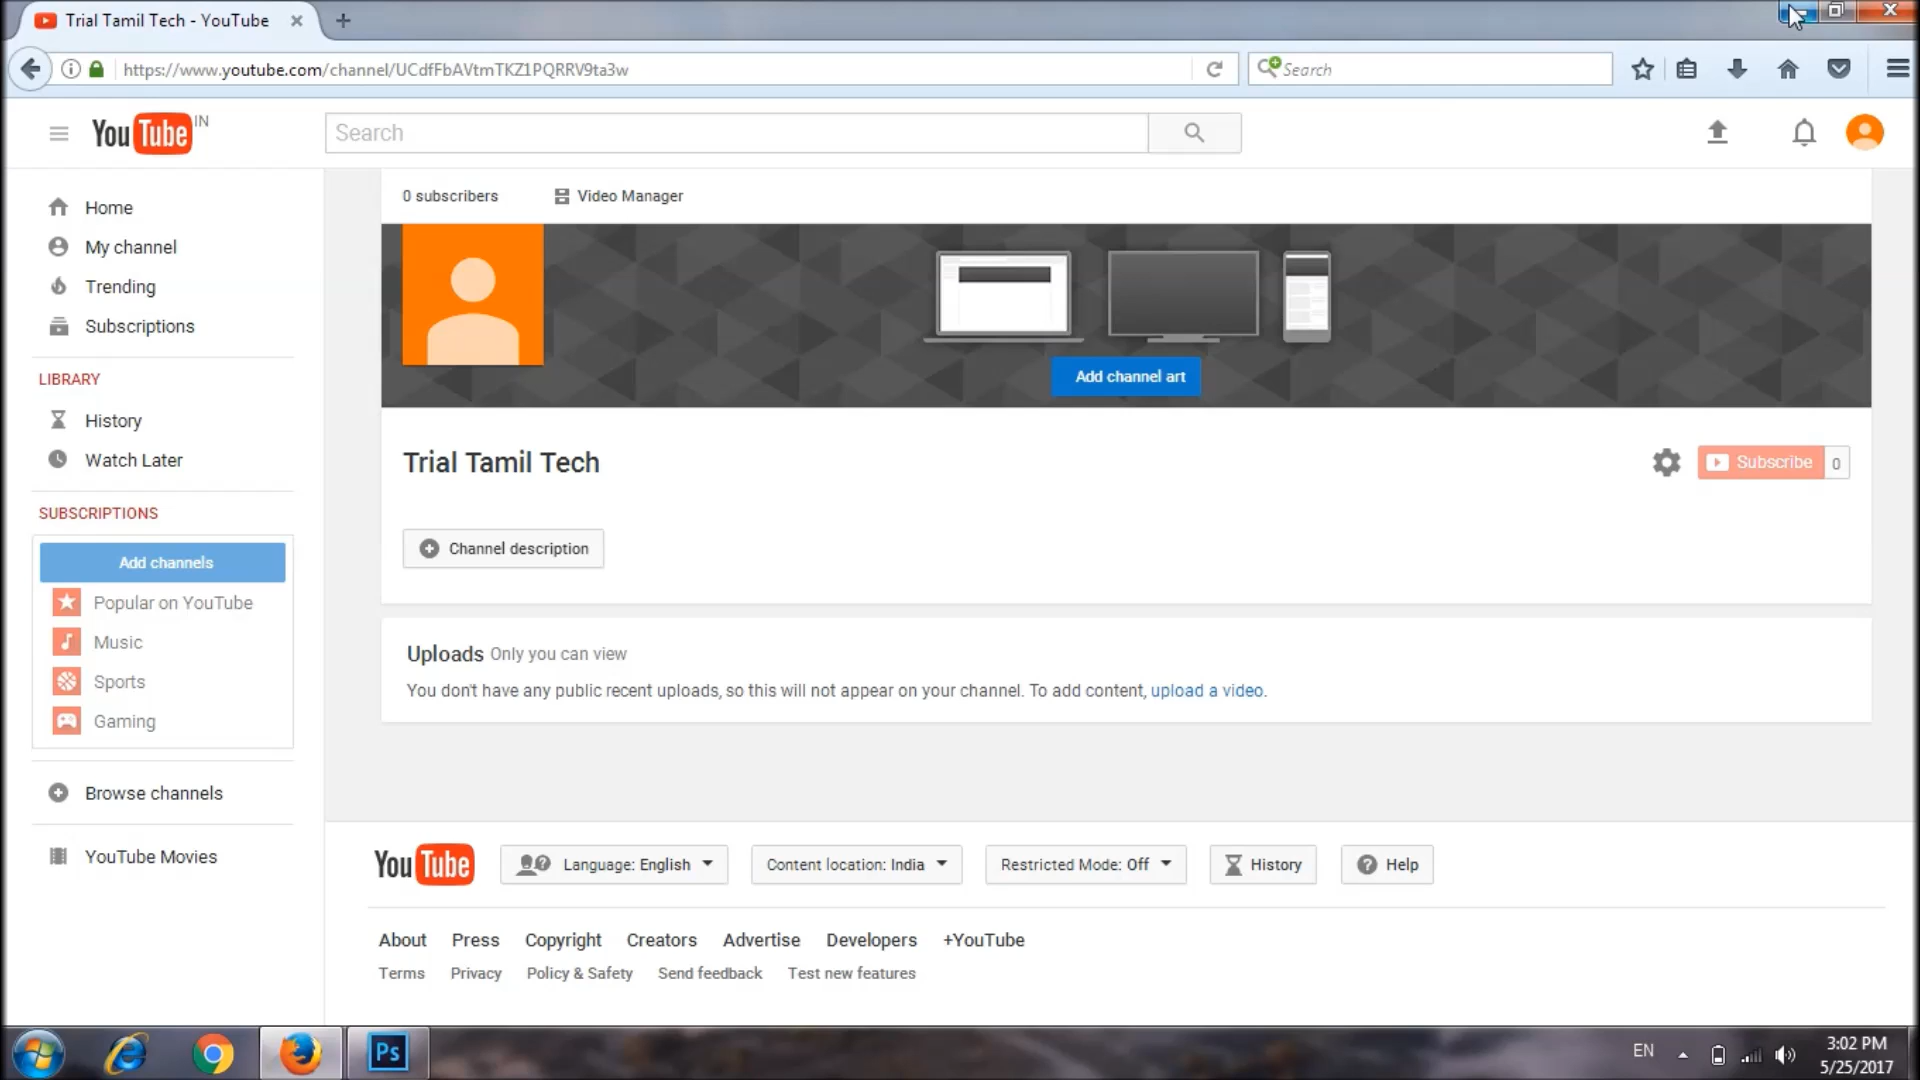 Trial Tamil Tech - YouTube
https://www.youtube.com/channel/UCdfFbAVtmTKZ1PQRRV9ta3w
Search
YouTube IN
Search
0 subscribers
Video Manager
Home
My channel
Trending
Subscriptions
LIBRARY
History
Watch Later
SUBSCRIPTIONS
Add channels
Popular on YouTube
Music
Sports
Gaming
Browse channels
YouTube Movies
Add channel art
Trial Tamil Tech
Subscribe 0
Channel description
Uploads Only you can view
You don't have any public recent uploads, so this will not appear on your channel. To add content, upload a video.
YouTube Language: English Content location: India Restricted Mode: Off History Help
About Press Copyright Creators Advertise Developers +YouTube
Terms Privacy Policy & Safety Send feedback Test new features
Ps
EN
3:02 PM
5/25/2017